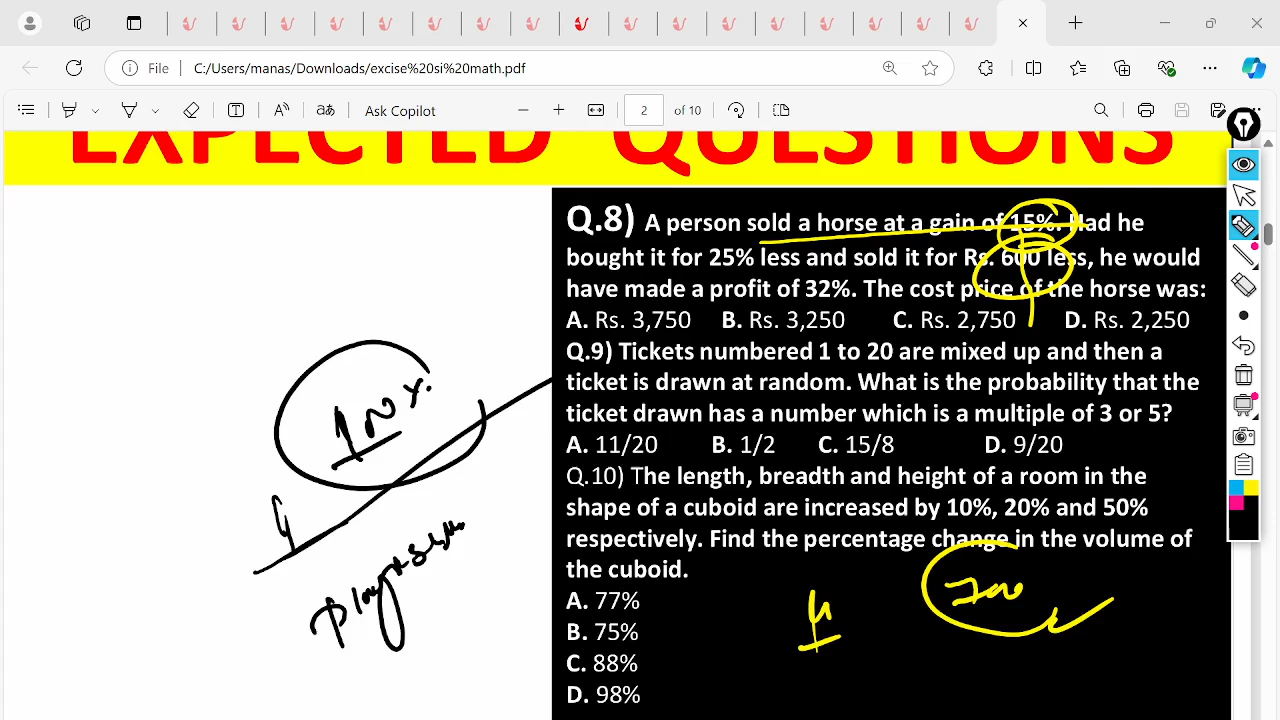 File C:/Users/manas/Downloads/excise%20si%20math.pdf
Ask Copilot 2 of 10
EXPECTED QUESTIONS
Q.8) A person sold a horse at a gain of 15%. Had he
bought it for 25% less and sold it for Rs. 600 less, he would
have made a profit of 32%. The cost price of the horse was:
A. Rs. 3,750 B. Rs. 3,250 C. Rs. 2,750 D. Rs. 2,250
Q.9) Tickets numbered 1 to 20 are mixed up and then a
ticket is drawn at random. What is the probability that the
ticket drawn has a number which is a multiple of 3 or 5?
A. 11/20 B. 1/2 C. 15/8 D. 9/20
Q.10) The length, breadth and height of a room in the
shape of a cuboid are increased by 10%, 20% and 50%
respectively. Find the percentage change in the volume of
the cuboid.
A. 77%
B. 75%
C. 88%
D. 98%